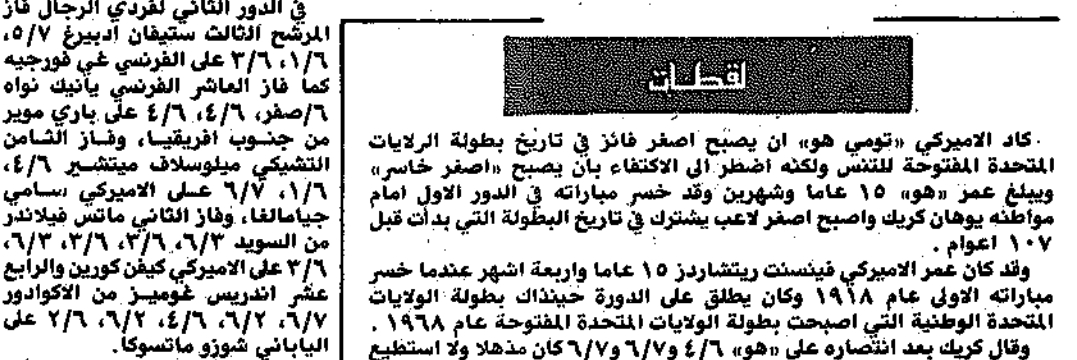 لقطات
كاد الاميركي «تومي هو» ان يصبح اصغر فائز في تاريخ بطولة الرلايات
المتحدة المفتوحة للتنس ولكنه اضطر الى الاكتفاء بأن يصبح «اصغر خاسر»
ويبلغ عمر «هو» ١٥ عاما وشهرين وقد خسر مباراته في الدور الاول امام
مواطنه يوهان كريك واصبح اصغر لاعب يشترك في تاريخ البطولة التي بدأت قبل
١٠٧ اعوام .
وقد كان عمر الاميركي فينسنت ريتشاردز ١٥ عاما واربعة اشهر عندما خسر
مباراته الاولى عام ١٩١٨ وكان يطلق على الدورة حينذاك بطولة الولايات
المتحدة الوطنية التي اصبحت بطولة الولايات المتحدة المفتوحة عام ١٩٦٨ .
وقال كريك بعد انتصاره على «هو» ٤/٦ و٦/٧ و٦/٧ كان مذهلا ولا استطيع
في الدور الثاني لفردي الرجال فاز
المرشح الثالث ستيفان ادبيرغ ٥/٧،
١/٦، ٣/٦ على الفرنسي غي فورجيه
كما فاز العاشر الفرنسي يانيك نواه
٦/صفر، ٤/٦، ٤/٦ على باري موير
من جنوب افريقيا، وفاز الثامن
التشيكي ميلوسلاف ميتشير ٤/٦،
١/٦، ٦/٧ على الاميركي سامي
جيامالفا، وفاز الثاني ماتس فيلاندر
من السويد ٦/٣، ٣/٦، ٣/٦، ٦/٣،
٣/٦ على الاميركي كيفن كورين والرابع
عشر اندريس غوميز من الاكوادور
٦/٧، ٢/٦، ٤/٦، ٦/٢، ٢/٦ على
الياباني شوزو ماتسوكا.